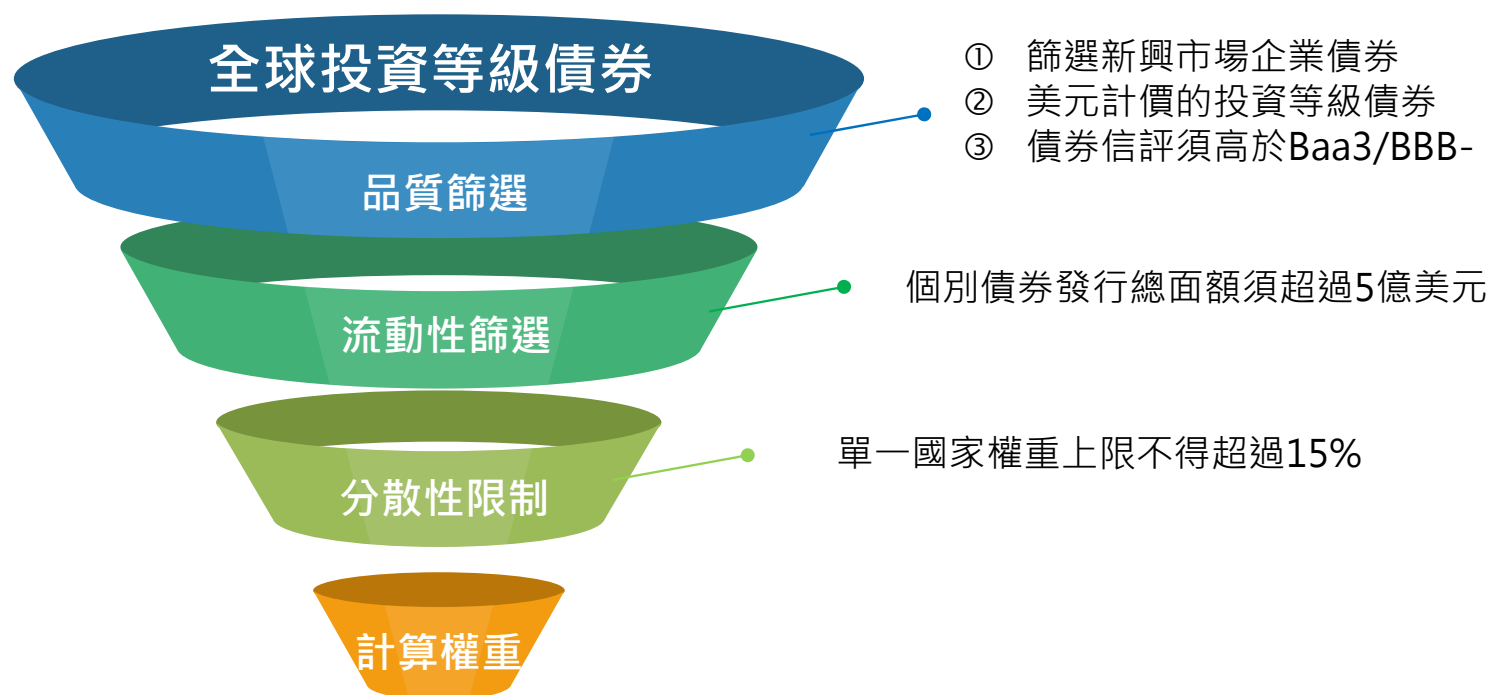 全球投資等級債券
① 篩選新興市場企業債券
② 美元計價的投資等級債券
③ 債券信評須高於Baa3/BBB-
品質篩選
個別債券發行總面額須超過5億美元
流動性篩選
單一國家權重上限不得超過15%
分散性限制
計算權重